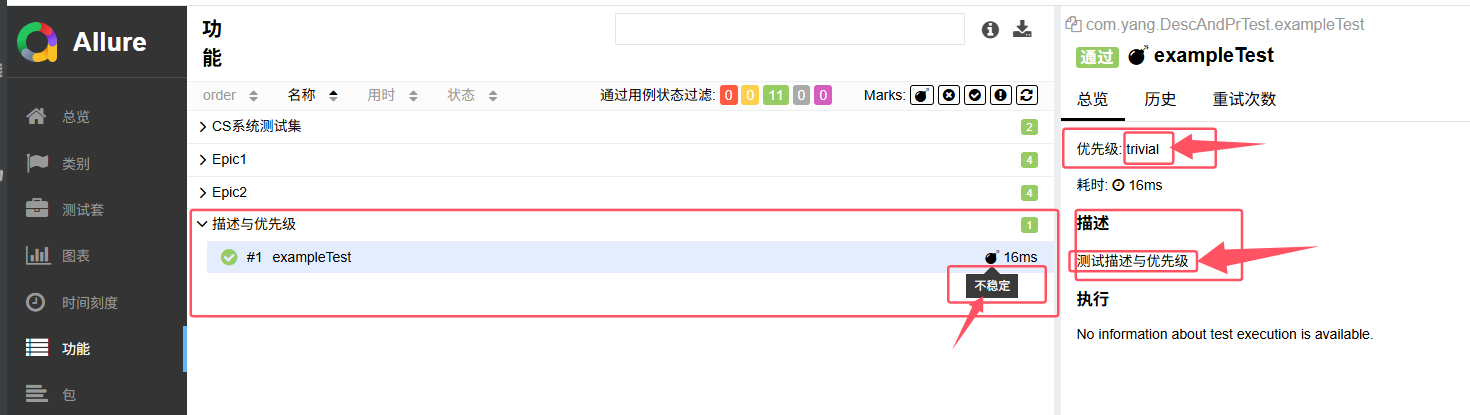 Allure
总览
类别
测试套
图表
时间刻度
功能
包
功
能
order 名称 用时 状态 通过用例状态过滤: 0 0 11 0 0 Marks:
CS系统测试集 2
Epic1 4
Epic2 4
描述与优先级 1
#1 exampleTest 16ms
不稳定
com.yang.DescAndPrTest.exampleTest
通过 exampleTest
总览 历史 重试次数
优先级: trivial
耗时: 16ms
描述
测试描述与优先级
执行
No information about test execution is available.